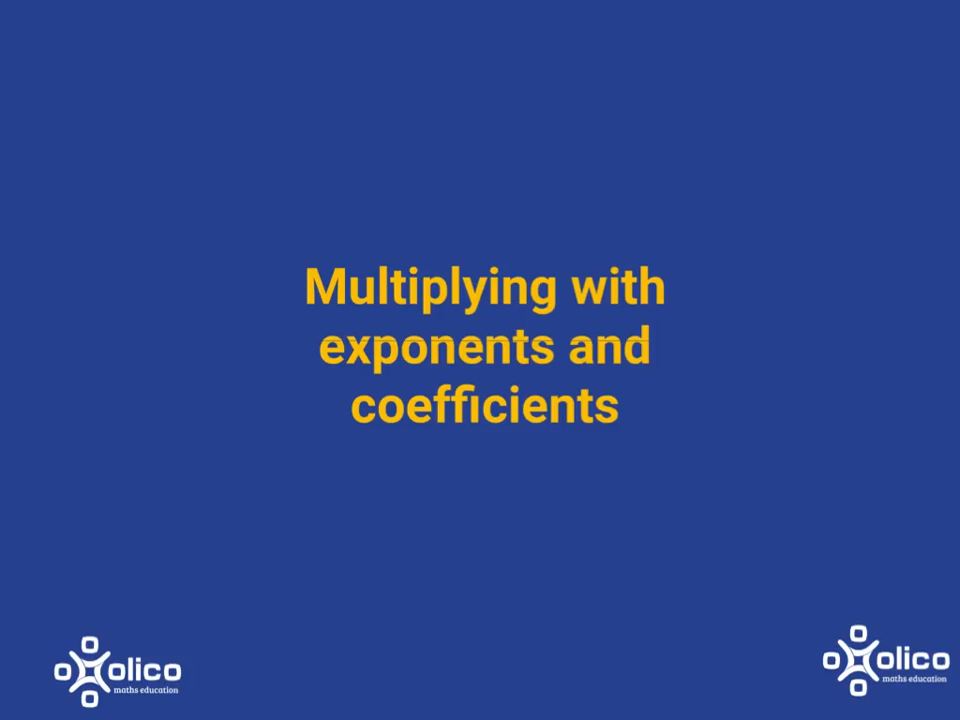 Multiplying with
exponents and
coefficients
olico
maths education
olico
maths education